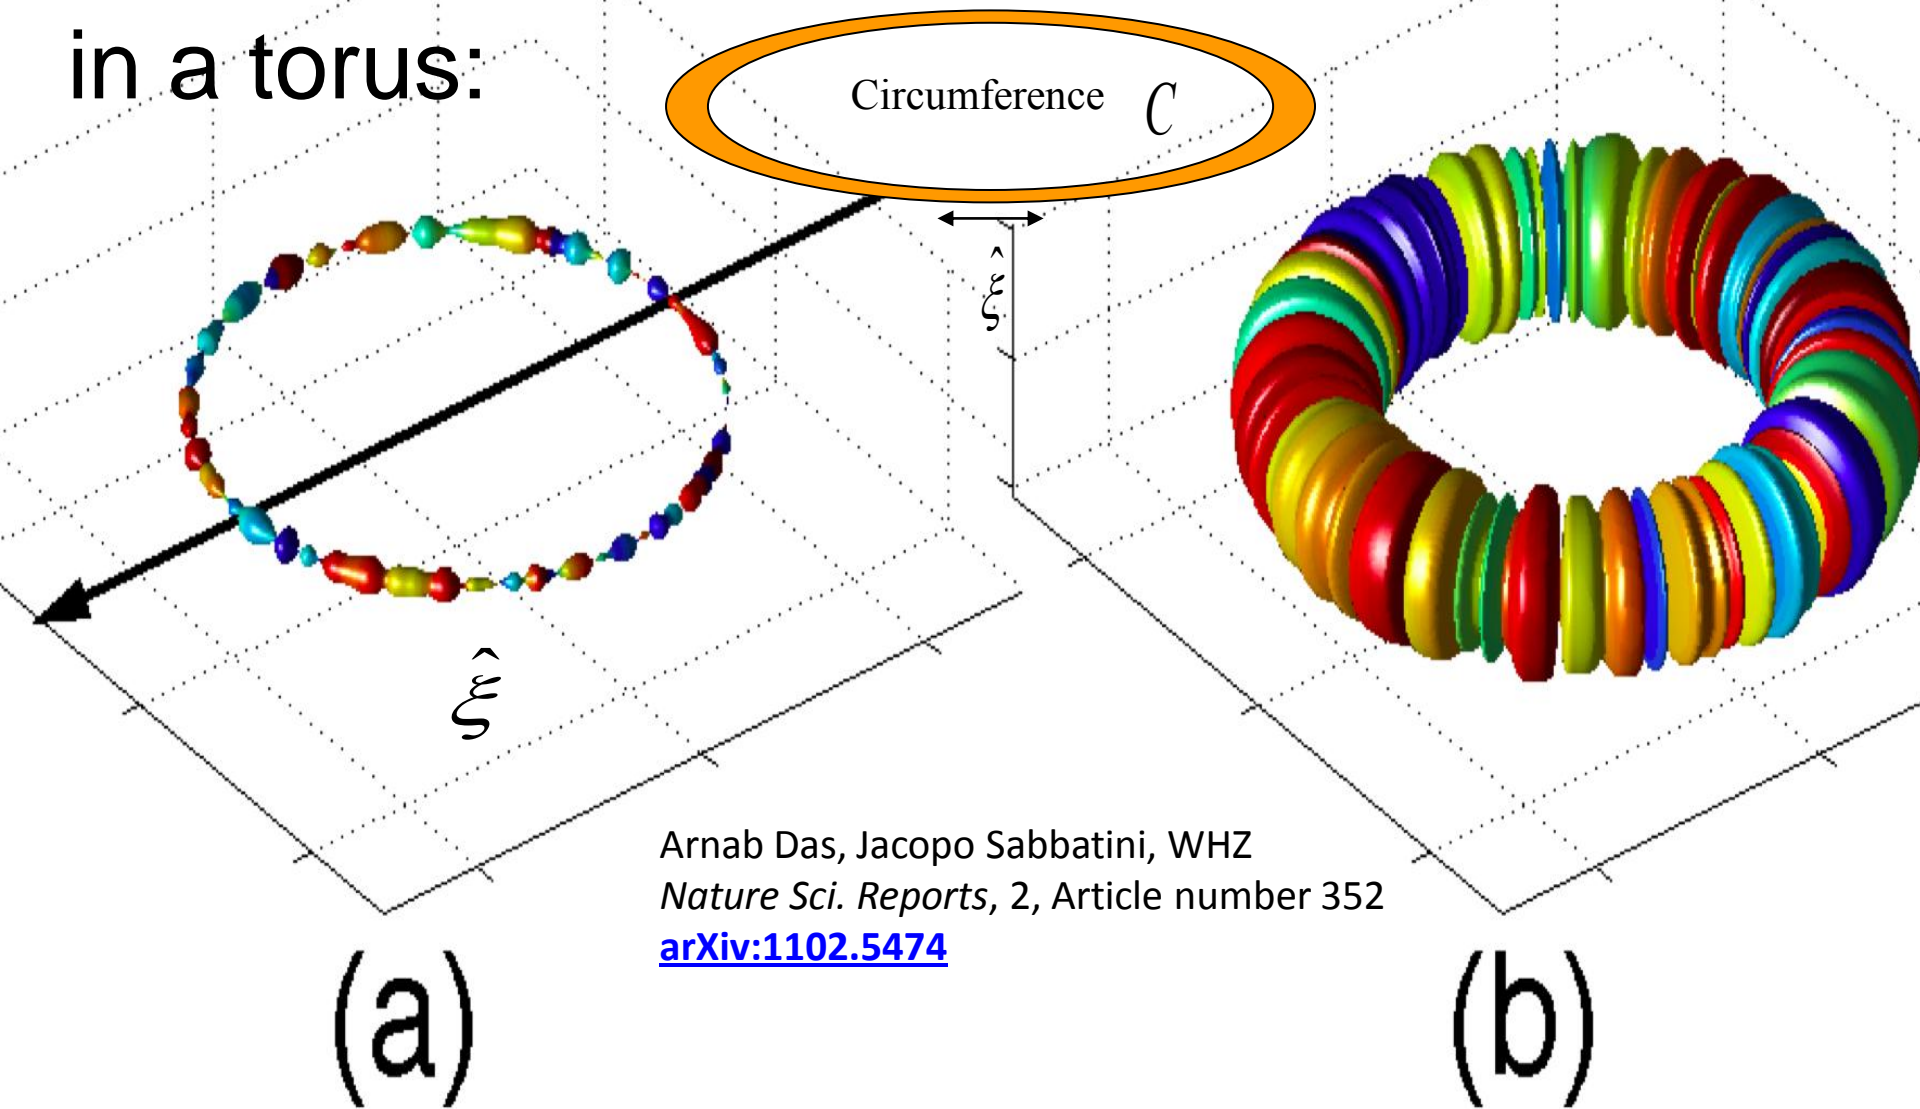 in a torus:
Circumference C
ξ̂
ξ̂
Arnab Das, Jacopo Sabbatini, WHZ
Nature Sci. Reports, 2, Article number 352
arXiv:1102.5474
(a)
(b)